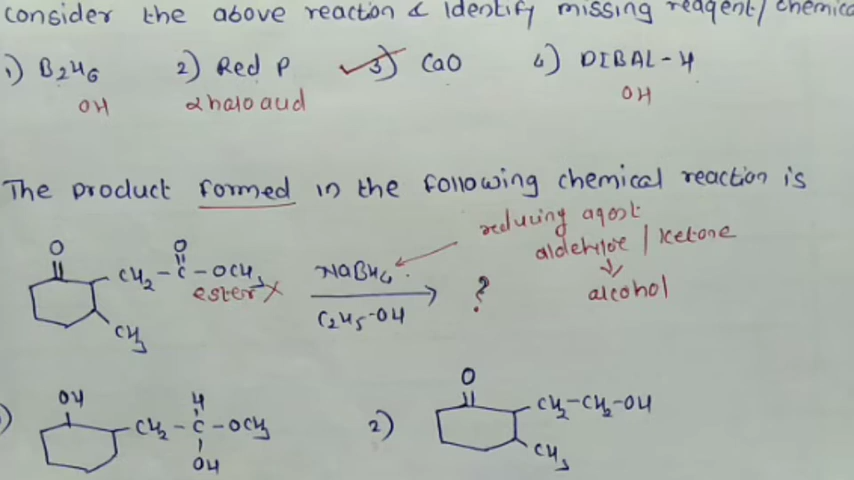 consider the above reaction & Identify missing reagent/chemica
1) B2H6 2) Red P 3) CaO 4) DIBAL-H
OH αhaloacid OH
The product formed in the following chemical reaction is
reducing agent
aldehyde / Ketone
alcohol
O O
CH2-C-OCH3
ester X
CH3
NaBH4
C2H5-OH
?
OH H
CH2-C-OCH3
OH
2) O
CH2-CH2-OH
CH3